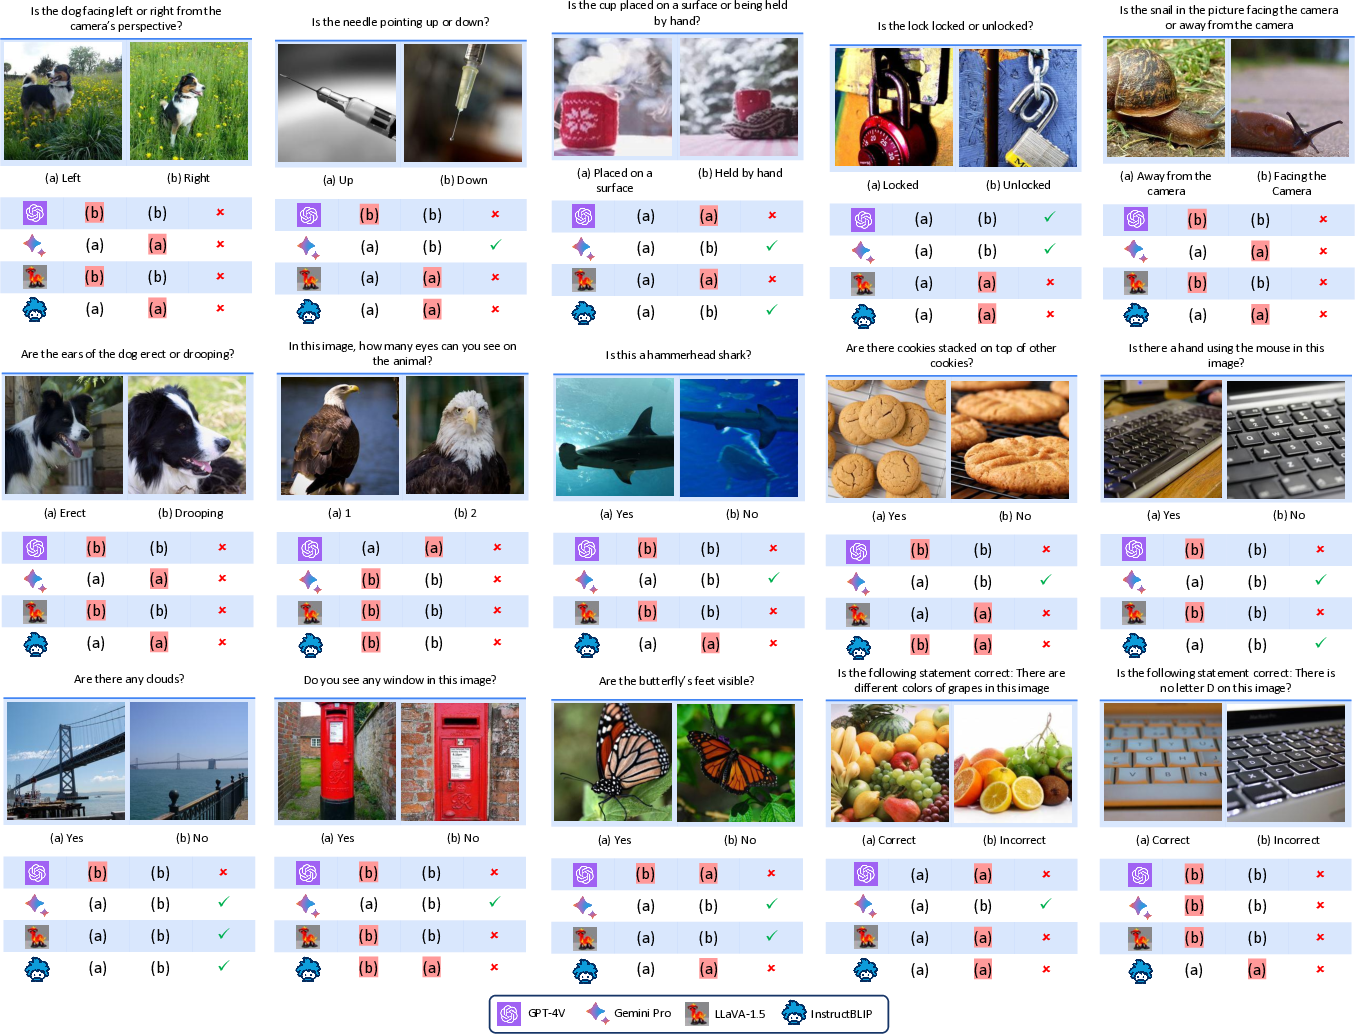 Is the dog facing left or right from the
camera's perspective?
(a) Left (b) Right
(b) (b) ✗
(a) (a) ✗
(b) (b) ✗
(a) (a) ✗
Is the needle pointing up or down?
(a) Up (b) Down
(b) (b) ✗
(a) (b) ✓
(a) (a) ✗
(a) (a) ✗
Is the cup placed on a surface or being held
by hand?
(a) Placed on a
surface
(b) Held by hand
(a) (a) ✗
(a) (b) ✓
(a) (a) ✗
(a) (b) ✓
Is the lock locked or unlocked?
(a) Locked (b) Unlocked
(a) (b) ✓
(a) (b) ✓
(a) (a) ✗
(a) (a) ✗
Is the snail in the picture facing the camera
or away from the camera
(a) Away from the
camera
(b) Facing the
Camera
(b) (b) ✗
(a) (a) ✗
(b) (b) ✗
(a) (a) ✗
Are the ears of the dog erect or drooping?
(a) Erect (b) Drooping
(b) (b) ✗
(a) (a) ✗
(b) (b) ✗
(a) (a) ✗
In this image, how many eyes can you see on
the animal?
(a) 1 (b) 2
(a) (a) ✗
(b) (b) ✗
(b) (b) ✗
(b) (b) ✗
Is this a hammerhead shark?
(a) Yes (b) No
(b) (b) ✗
(a) (b) ✓
(b) (b) ✗
(a) (a) ✗
Are there cookies stacked on top of other
cookies?
(a) Yes (b) No
(b) (b) ✗
(a) (b) ✓
(a) (a) ✗
(b) (a) ✗
Is there a hand using the mouse in this
image?
(a) Yes (b) No
(b) (b) ✗
(a) (b) ✓
(b) (b) ✗
(a) (b) ✓
Are there any clouds?
(a) Yes (b) No
(b) (b) ✗
(a) (b) ✓
(a) (b) ✓
(a) (b) ✓
Do you see any window in this image?
(a) Yes (b) No
(b) (b) ✗
(a) (b) ✓
(b) (b) ✗
(b) (a) ✗
Are the butterfly's feet visible?
(a) Yes (b) No
(b) (a) ✗
(a) (b) ✓
(a) (b) ✓
(a) (a) ✗
Is the following statement correct: There are
different colors of grapes in this image
(a) Correct (b) Incorrect
(a) (a) ✗
(a) (b) ✓
(a) (a) ✗
(a) (a) ✗
Is the following statement correct: There is
no letter D on this image?
V B N
(a) Correct (b) Incorrect
(b) (b) ✗
(b) (b) ✗
(b) (b) ✗
(a) (a) ✗
GPT-4V Gemini Pro LLaVA-1.5 InstructBLIP